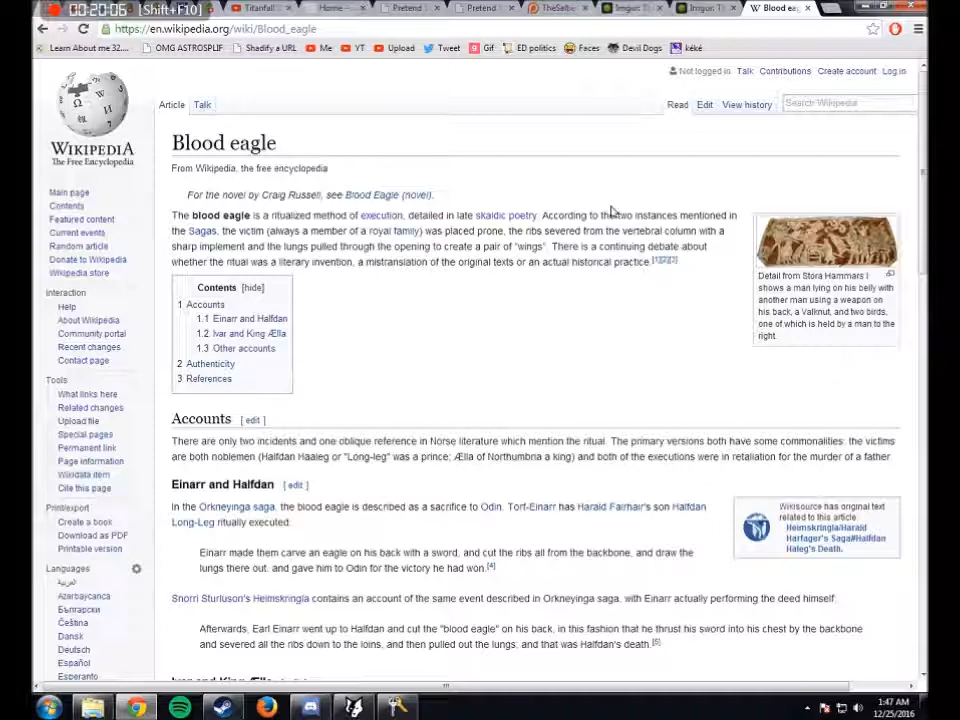 00:20:06 [Shift+F10]
Titanfall
Home -
Pretend
Pretend
TheSelbe
Imgur: Th
Imgur: Th
Blood ea
https://en.wikipedia.org/wiki/Blood_eagle
Learn About me 32....
OMG ASTROSPLIF
Shadify a URL
Me
YT
Upload
Tweet
Gif
ED politics
Faces
Devil Dogs
kéké
Not logged in Talk Contributions Create account Log in
Article Talk
Read Edit View history
Search Wikipedia
WIKIPEDIA
The Free Encyclopedia
Main page
Contents
Featured content
Current events
Random article
Donate to Wikipedia
Wikipedia store
Interaction
Help
About Wikipedia
Community portal
Recent changes
Contact page
Tools
What links here
Related changes
Upload file
Special pages
Permanent link
Page information
Wikidata item
Cite this page
Print/export
Create a book
Download as PDF
Printable version
Languages
العربية
Azərbaycanca
Български
Čeština
Dansk
Deutsch
Español
Esperanto
Blood eagle
From Wikipedia, the free encyclopedia
For the novel by Craig Russell, see Blood Eagle (novel).
The blood eagle is a ritualized method of execution, detailed in late skaldic poetry. According to the two instances mentioned in
the Sagas, the victim (always a member of a royal family) was placed prone, the ribs severed from the vertebral column with a
sharp implement and the lungs pulled through the opening to create a pair of "wings". There is a continuing debate about
whether the ritual was a literary invention, a mistranslation of the original texts or an actual historical practice.[1][2][3]
Detail from Stora Hammars I
shows a man lying on his belly with
another man using a weapon on
his back, a Valknut, and two birds,
one of which is held by a man to the
right.
Contents [hide]
1 Accounts
1.1 Einarr and Halfdan
1.2 Ivar and King Ælla
1.3 Other accounts
2 Authenticity
3 References
Accounts [ edit ]
There are only two incidents and one oblique reference in Norse literature which mention the ritual. The primary versions both have some commonalities: the victims
are both noblemen (Halfdan Haaleg or "Long-leg" was a prince; Ælla of Northumbria a king) and both of the executions were in retaliation for the murder of a father.
Einarr and Halfdan [ edit ]
In the Orkneyinga saga, the blood eagle is described as a sacrifice to Odin. Torf-Einarr has Harald Fairhair's son Halfdan
Long-Leg ritually executed:
Einarr made them carve an eagle on his back with a sword, and cut the ribs all from the backbone, and draw the
lungs there out, and gave him to Odin for the victory he had won.[4]
Wikisource has original text
related to this article:
Heimskringla/Harald
Harfager's Saga#Halfdan
Haleg's Death.
Snorri Sturluson's Heimskringla contains an account of the same event described in Orkneyinga saga, with Einarr actually performing the deed himself:
Afterwards, Earl Einarr went up to Halfdan and cut the "blood eagle" on his back, in this fashion that he thrust his sword into his chest by the backbone
and severed all the ribs down to the loins, and then pulled out the lungs; and that was Halfdan's death.[5]
1:47 AM
12/25/2016